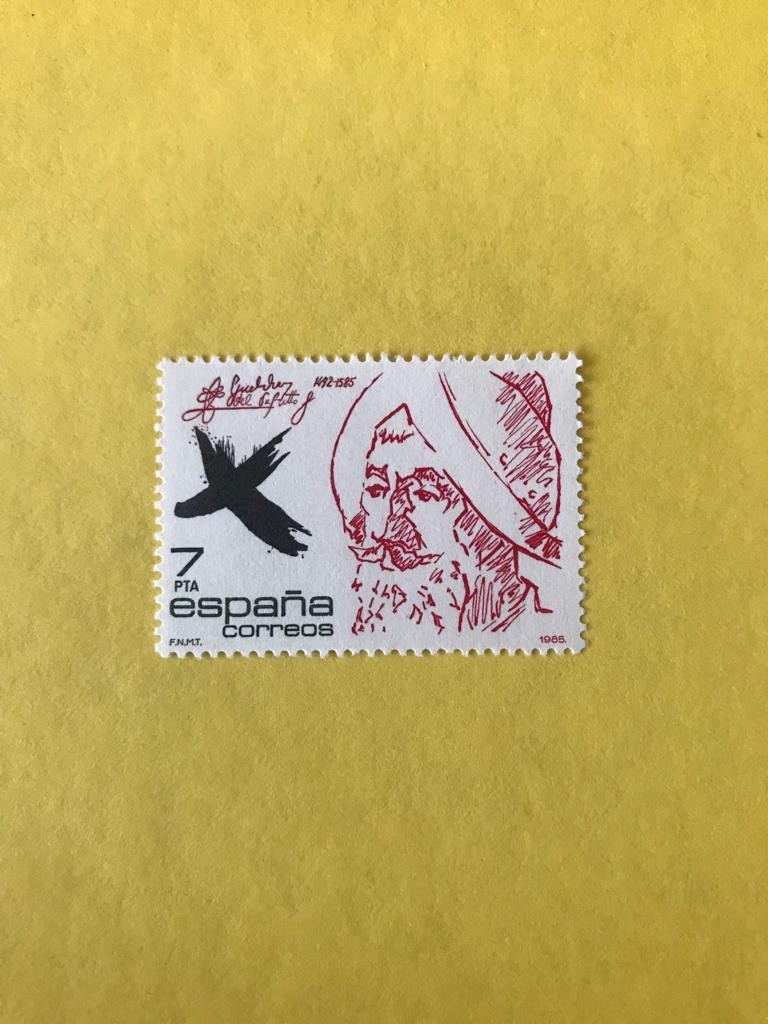 1492-1585
7
PTA
españa
correos
F.N.M.T.
1985.